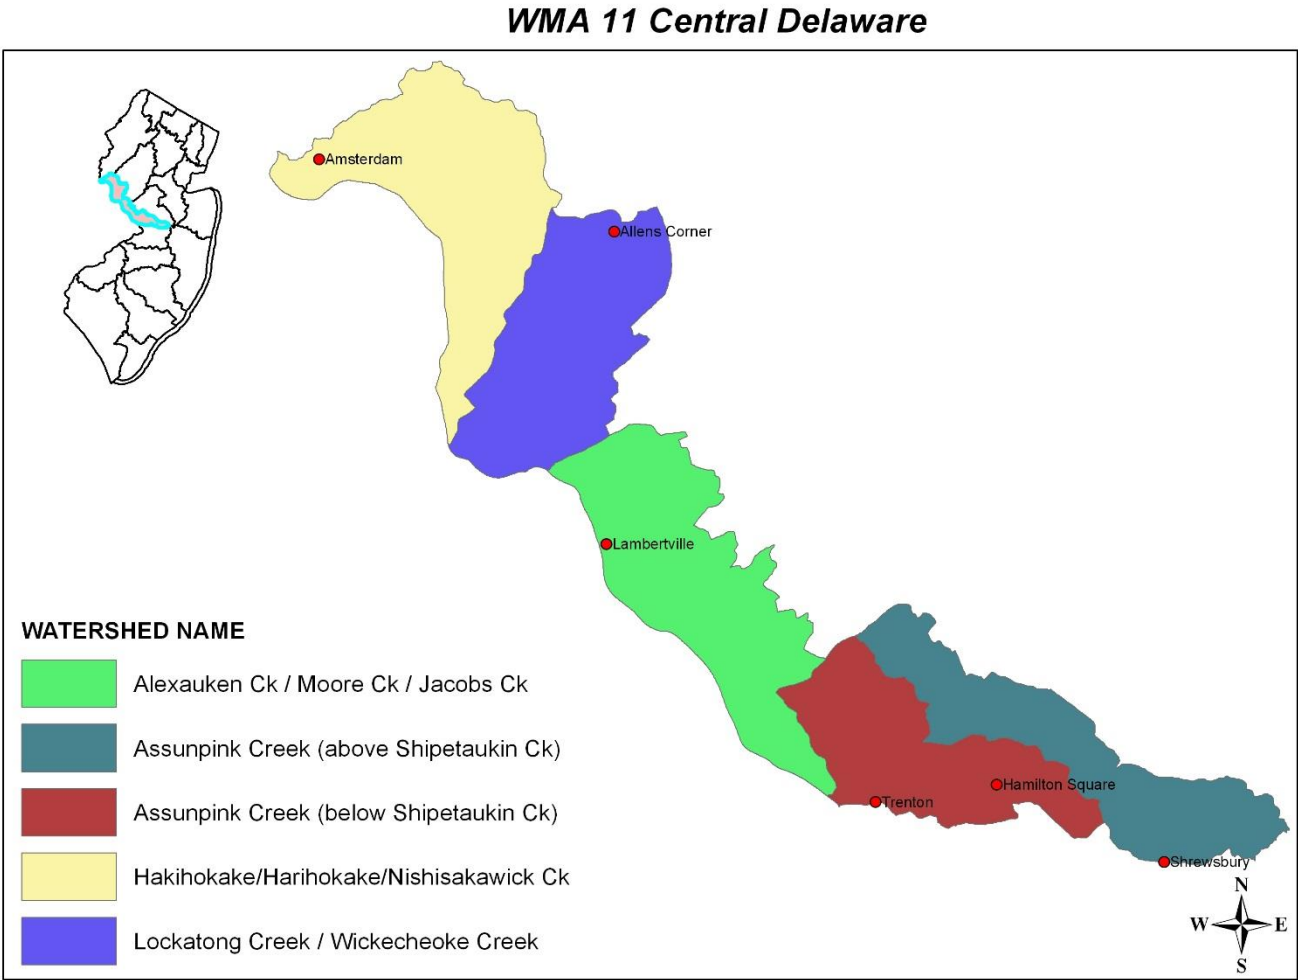 WMA 11 Central Delaware
Amsterdam
Allens Corner
Lambertville
Hamilton Square
Trenton
Shrewsbury
WATERSHED NAME
Alexauken Ck / Moore Ck / Jacobs Ck
Assunpink Creek (above Shipetaukin Ck)
Assunpink Creek (below Shipetaukin Ck)
Hakihokake/Harihokake/Nishisakawick Ck
Lockatong Creek / Wickecheoke Creek
N
W E
S